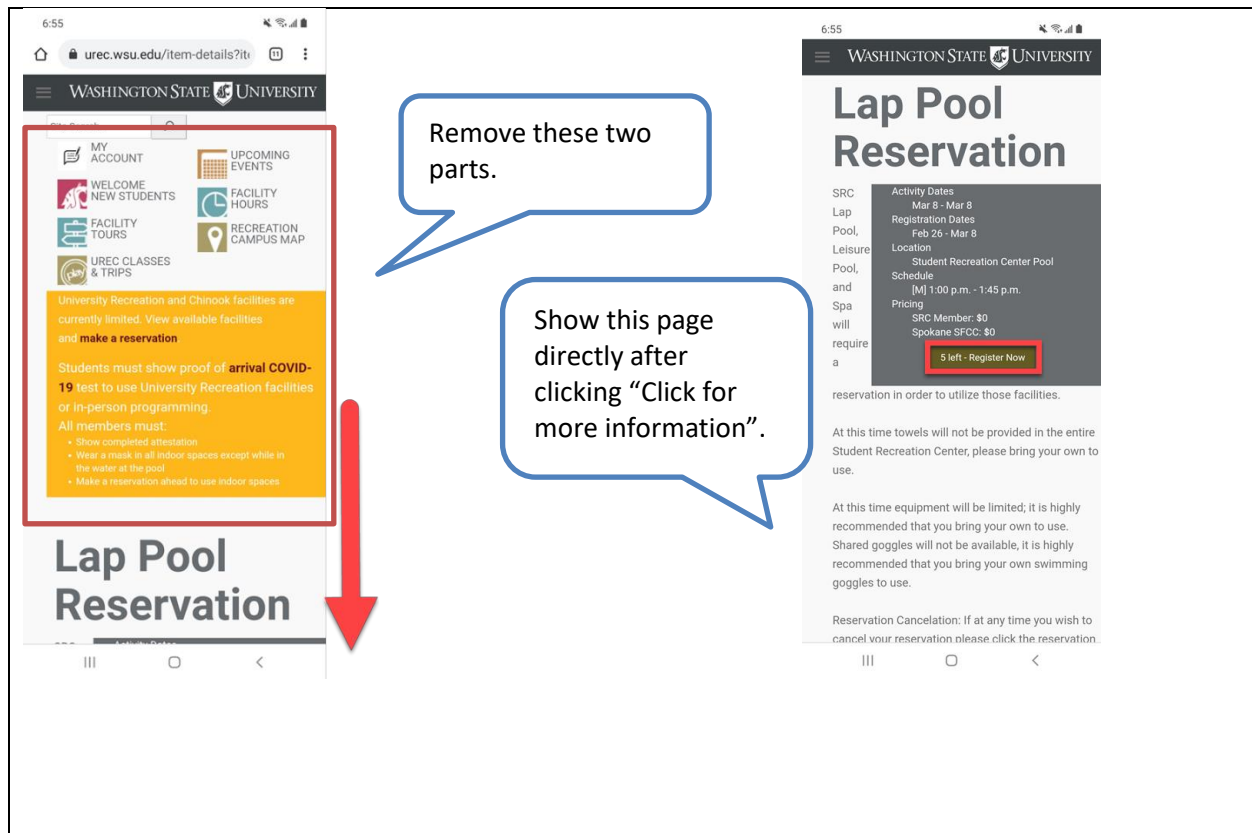 6:55
urec.wsu.edu/item-details?it
11
WASHINGTON STATE UNIVERSITY
MY
ACCOUNT
UPCOMING
EVENTS
WELCOME
NEW STUDENTS
FACILITY
HOURS
FACILITY
TOURS
RECREATION
CAMPUS MAP
play
UREC CLASSES
& TRIPS
University Recreation and Chinook facilities are
currently limited. View available facilities
and make a reservation
Students must show proof of arrival COVID-
19 test to use University Recreation facilities
or in-person programming.
All members must:
• Show completed attestation
• Wear a mask in all indoor spaces except while in
the water at the pool
• Make a reservation ahead to use indoor spaces
Lap Pool
Reservation
Remove these two
parts.
Show this page
directly after
clicking “Click for
more information”.
6:55
WASHINGTON STATE UNIVERSITY
Lap Pool
Reservation
SRC
Lap
Pool,
Leisure
Pool,
and
Spa
will
require
a
Activity Dates
Mar 8 - Mar 8
Registration Dates
Feb 26 - Mar 8
Location
Student Recreation Center Pool
Schedule
[M] 1:00 p.m. - 1:45 p.m.
Pricing
SRC Member: $0
Spokane SFCC: $0
5 left - Register Now
reservation in order to utilize those facilities.
At this time towels will not be provided in the entire
Student Recreation Center, please bring your own to
use.
At this time equipment will be limited; it is highly
recommended that you bring your own to use.
Shared goggles will not be available, it is highly
recommended that you bring your own swimming
goggles to use.
Reservation Cancelation: If at any time you wish to
cancel your reservation please click the reservation